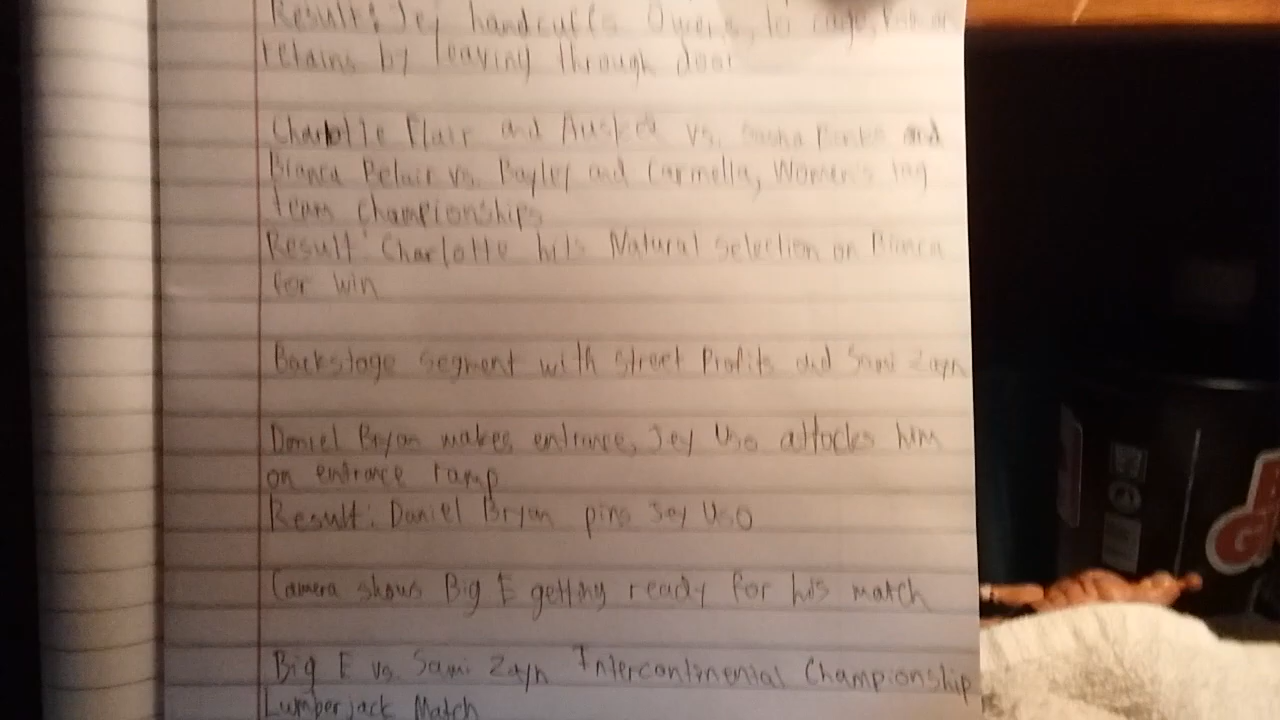 Result: Jey handcuffs Owens, to cage, Roman
retains by leaving through door
Charlotte Flair and Auska vs. Sasha Banks and
Bianca Belair vs. Bayley and Carmella, Women's tag
team championships
Result: Charlotte hits Natural Selection on Bianca
for win
Backstage segment with Street Profits and Sami Zayn
Daniel Bryan makes entrance, Jey Uso attacks him
on entrance ramp
Result: Daniel Bryan pins Jey Uso
Camera shows Big E getting ready for his match
Big E vs. Sami Zayn Intercontinental Championship
Lumberjack Match
G